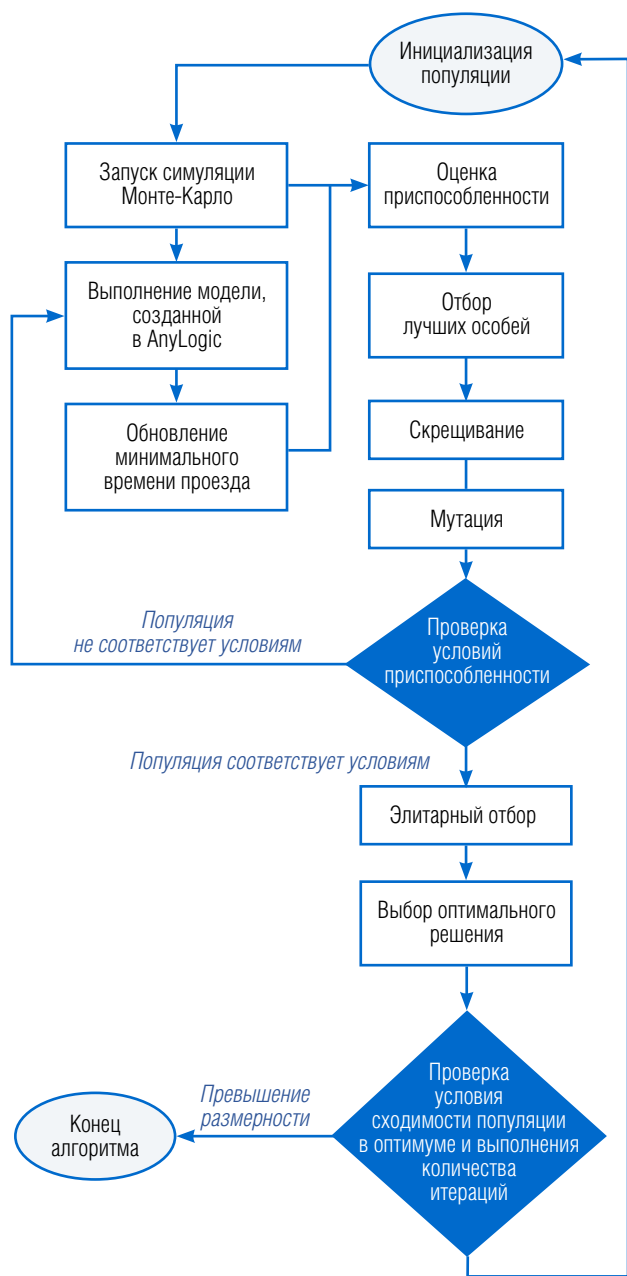 Инициализация
популяции
Запуск симуляции
Монте-Карло
Оценка
приспособленности
Выполнение модели,
созданной
в AnyLogic
Отбор
лучших особей
Обновление
минимального
времени проезда
Скрещивание
Мутация
Популяция
не соответствует условиям
Проверка
условий
приспособленности
Популяция соответствует условиям
Элитарный отбор
Выбор оптимального
решения
Проверка
условия
сходимости популяции
в оптимуме и выполнения
количества
итераций
Превышение
размерности
Конец
алгоритма